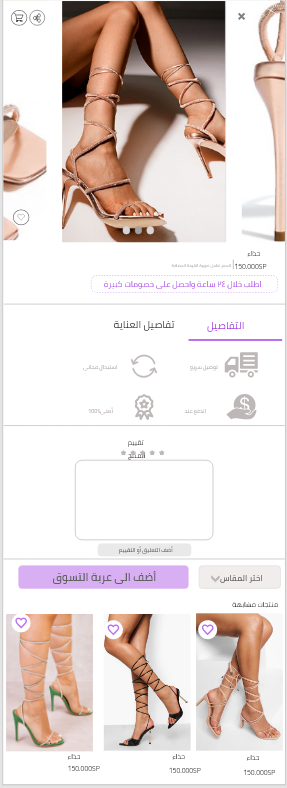 حذاء
150.000SP
السعر شامل ضريبة القيمة المضافة
اطلب خلال ٢٤ ساعة واحصل على خصومات كبيرة
التفاصيل
تفاصيل العناية
توصيل سريع
استبدال مجاني
الدفع عند
أصلي 100%
تقييم
المنتج
أضف التعليق أو التقييم
اختر المقاس
أضف الى عربة التسوق
منتجات مشابهة
حذاء
150.000SP
حذاء
150.000SP
حذاء
150.000SP